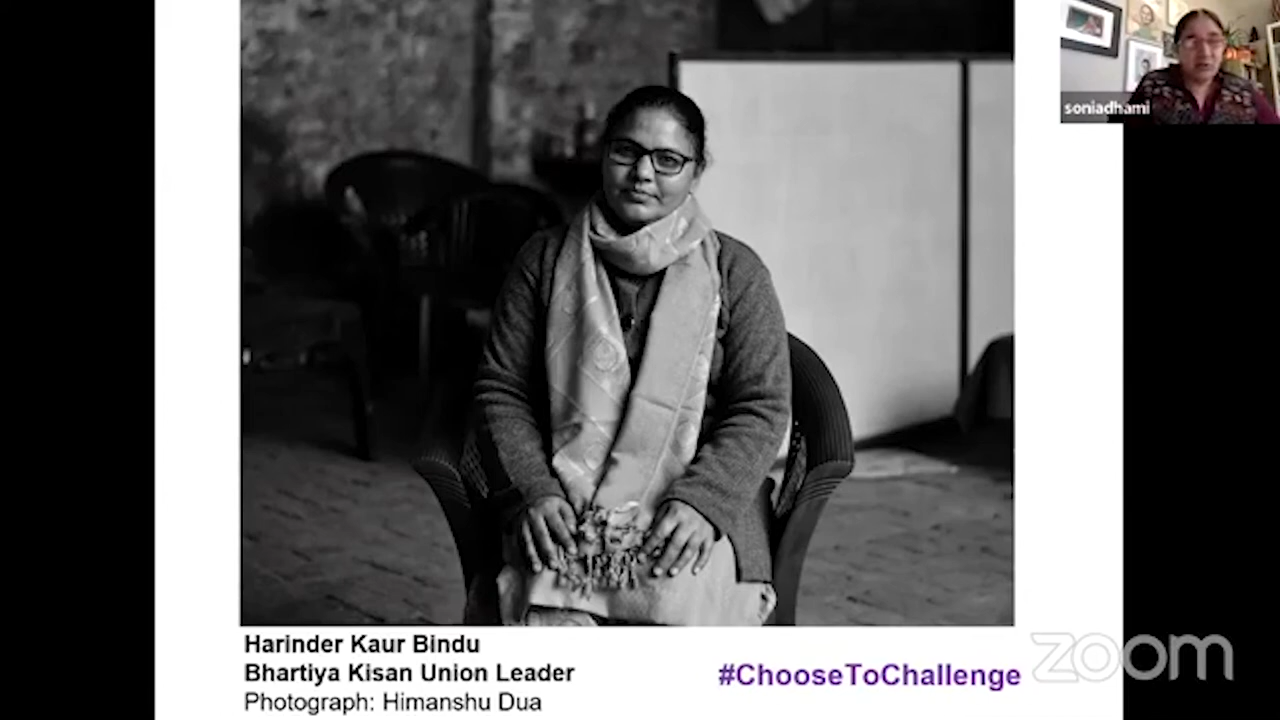 soniadhami
Harinder Kaur Bindu
Bhartiya Kisan Union Leader
Photograph: Himanshu Dua
#ChooseToChallenge
zoom